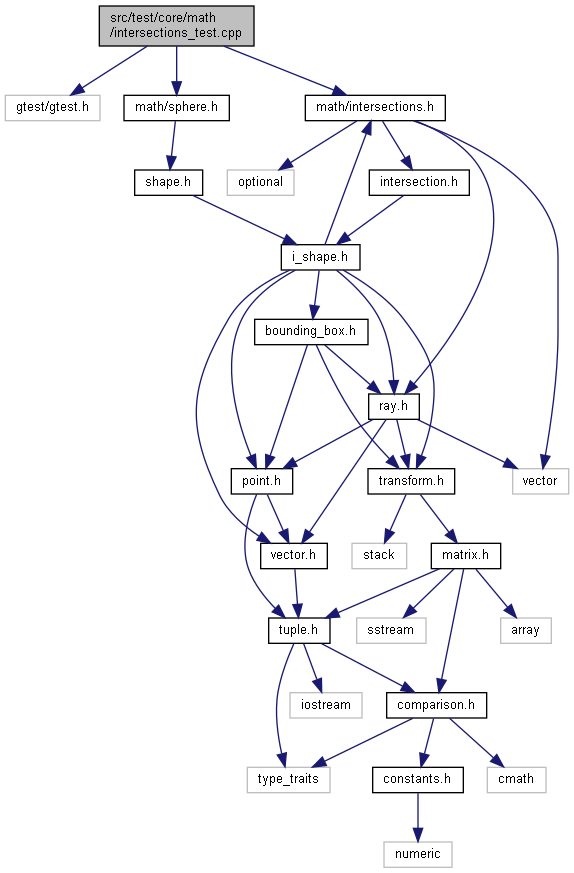 src/test/core/math
/intersections_test.cpp
gtest/gtest.h
math/sphere.h
math/intersections.h
shape.h
optional
intersection.h
i_shape.h
bounding_box.h
ray.h
point.h
transform.h
vector
vector.h
stack
matrix.h
tuple.h
sstream
array
iostream
comparison.h
type_traits
constants.h
cmath
numeric